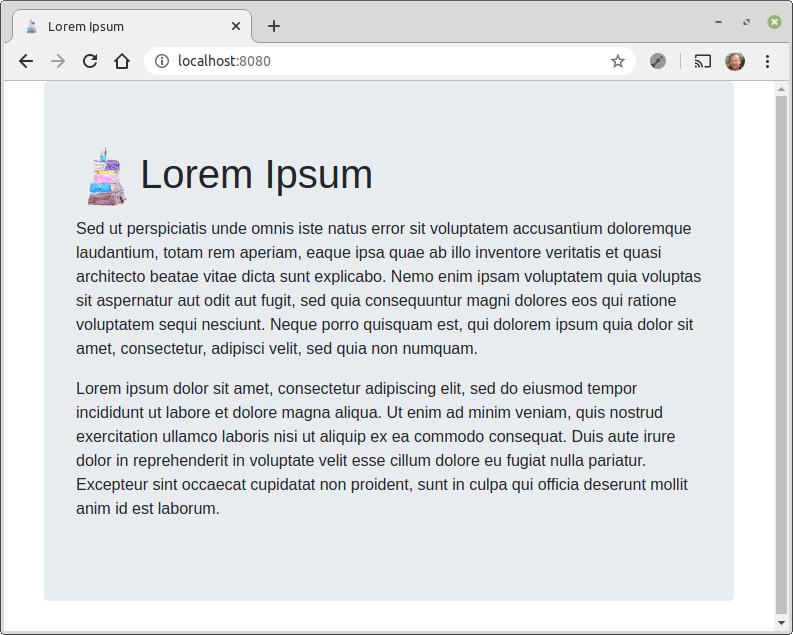 Lorem Ipsum
localhost:8080
Lorem Ipsum
Sed ut perspiciatis unde omnis iste natus error sit voluptatem accusantium doloremque
laudantium, totam rem aperiam, eaque ipsa quae ab illo inventore veritatis et quasi
architecto beatae vitae dicta sunt explicabo. Nemo enim ipsam voluptatem quia voluptas
sit aspernatur aut odit aut fugit, sed quia consequuntur magni dolores eos qui ratione
voluptatem sequi nesciunt. Neque porro quisquam est, qui dolorem ipsum quia dolor sit
amet, consectetur, adipisci velit, sed quia non numquam.
Lorem ipsum dolor sit amet, consectetur adipiscing elit, sed do eiusmod tempor
incididunt ut labore et dolore magna aliqua. Ut enim ad minim veniam, quis nostrud
exercitation ullamco laboris nisi ut aliquip ex ea commodo consequat. Duis aute irure
dolor in reprehenderit in voluptate velit esse cillum dolore eu fugiat nulla pariatur.
Excepteur sint occaecat cupidatat non proident, sunt in culpa qui officia deserunt mollit
anim id est laborum.